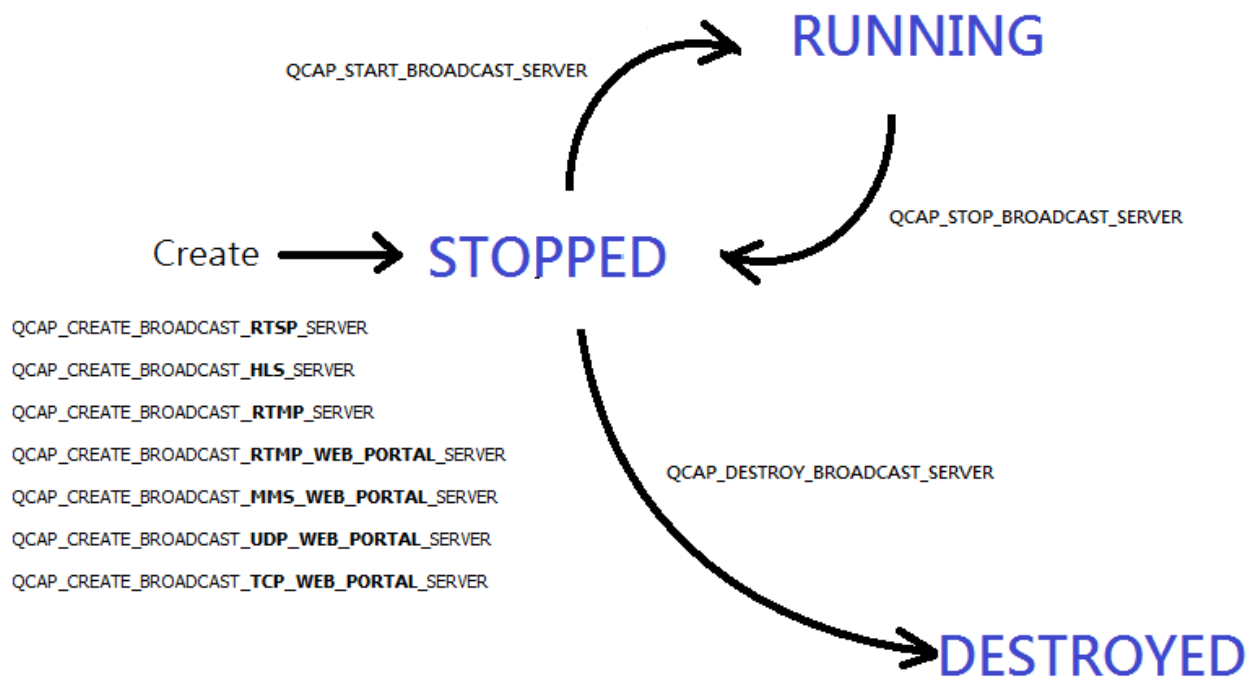 RUNNING
QCAP_START_BROADCAST_SERVER
QCAP_STOP_BROADCAST_SERVER
Create
STOPPED
QCAP_CREATE_BROADCAST_RTSP_SERVER
QCAP_CREATE_BROADCAST_HLS_SERVER
QCAP_CREATE_BROADCAST_RTMP_SERVER
QCAP_CREATE_BROADCAST_RTMP_WEB_PORTAL_SERVER
QCAP_CREATE_BROADCAST_MMS_WEB_PORTAL_SERVER
QCAP_CREATE_BROADCAST_UDP_WEB_PORTAL_SERVER
QCAP_CREATE_BROADCAST_TCP_WEB_PORTAL_SERVER
QCAP_DESTROY_BROADCAST_SERVER
DESTROYED